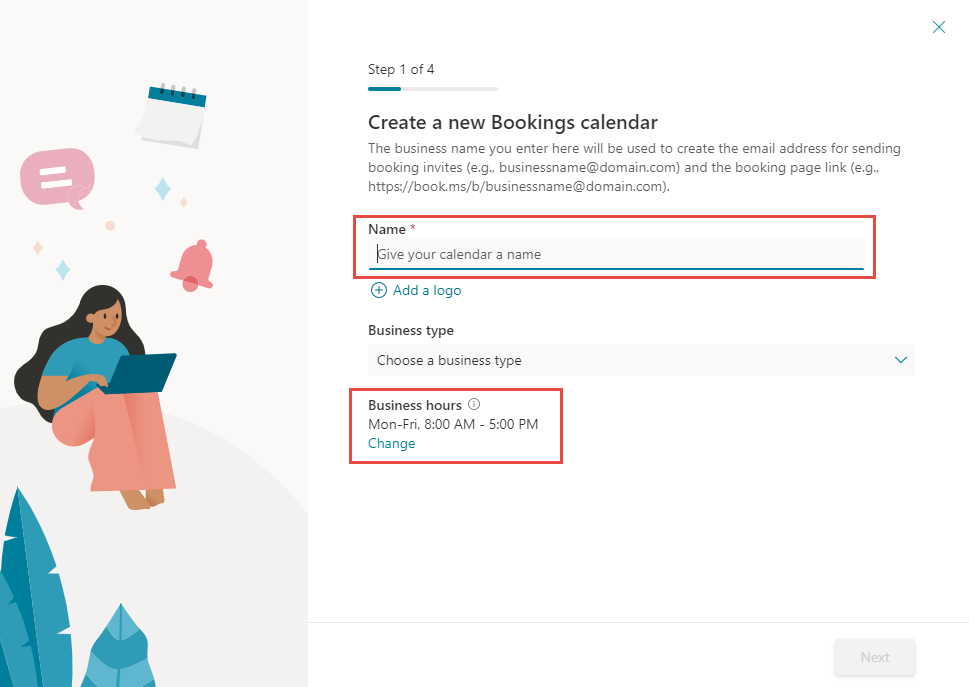 Step 1 of 4
Create a new Bookings calendar
The business name you enter here will be used to create the email address for sending
booking invites (e.g., businessname@domain.com) and the booking page link (e.g.,
https://book.ms/b/businessname@domain.com).
Name *
Give your calendar a name
Add a logo
Business type
Choose a business type
Business hours
Mon-Fri, 8:00 AM - 5:00 PM
Change
Next